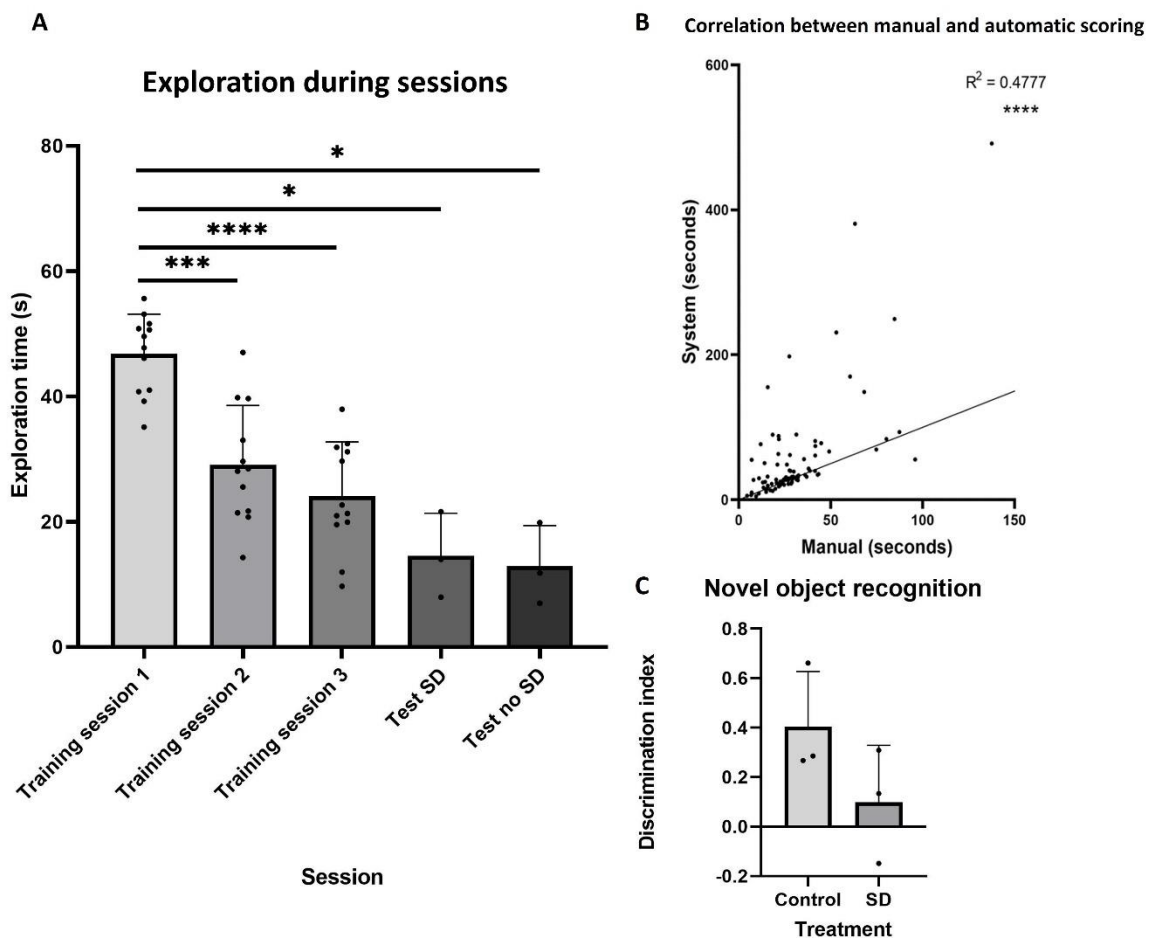 A
Exploration during sessions
Exploration time (s)
80
60
40
20
0
*
*
****
***
Training session 1
Training session 2
Training session 3
Test SD
Test no SD
Session
B
Correlation between manual and automatic scoring
System (seconds)
600
400
200
0
R² = 0.4777
****
0
50
100
150
Manual (seconds)
C
Novel object recognition
Discrimination index
0.8
0.6
0.4
0.2
0.0
-0.2
Control
SD
Treatment